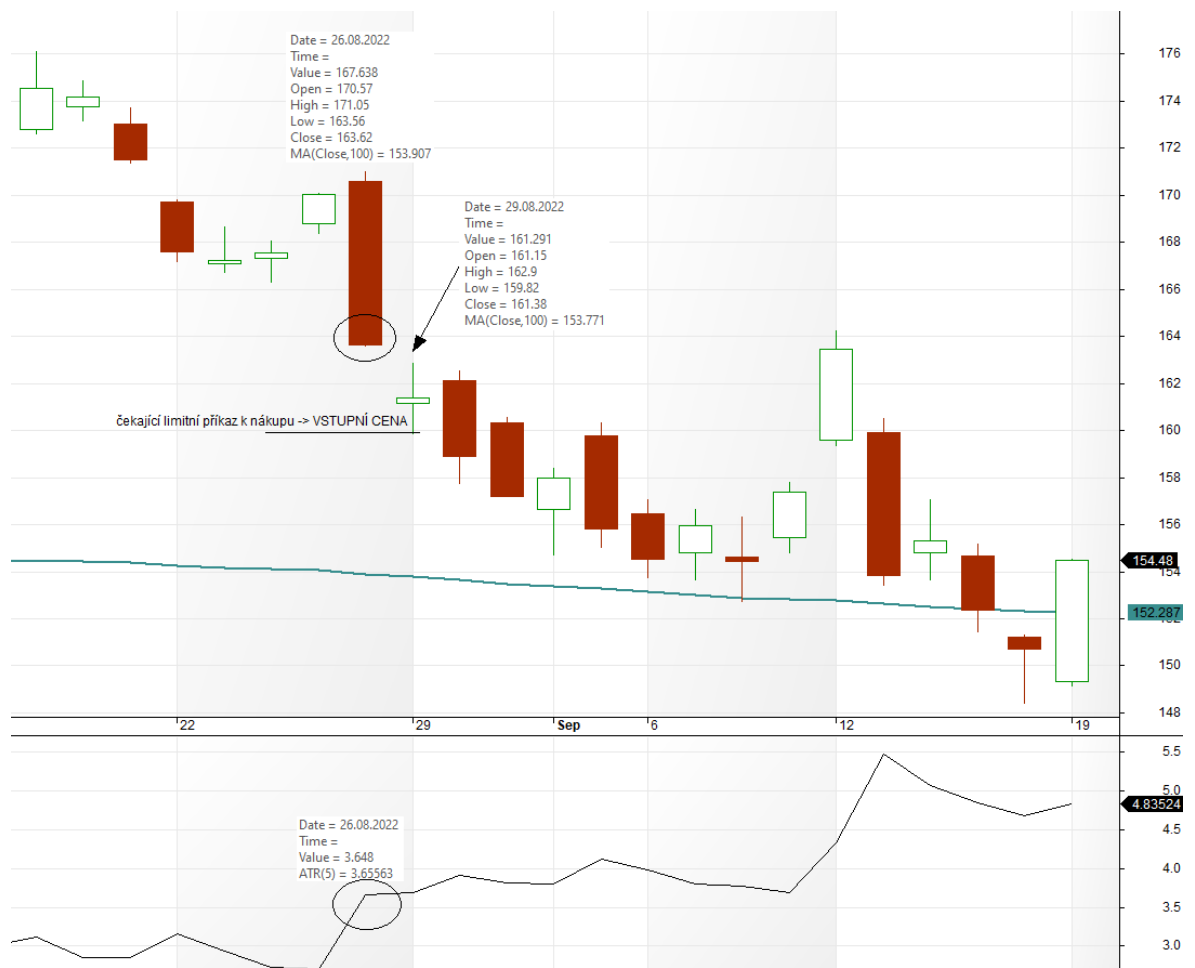 Date = 26.08.2022
Time =
Value = 167.638
Open = 170.57
High = 171.05
Low = 163.56
Close = 163.62
MA(Close,100) = 153.907
Date = 29.08.2022
Time =
Value = 161.291
Open = 161.15
High = 162.9
Low = 159.82
Close = 161.38
MA(Close,100) = 153.771
čekající limitní příkaz k nákupu -> VSTUPNÍ CENA
176
174
172
170
168
166
164
162
160
158
156
154.48
154
152.287
152
150
148
22
29
Sep
6
12
19
Date = 26.08.2022
Time =
Value = 3.648
ATR(5) = 3.65563
5.5
5.0
4.83524
4.5
4.0
3.5
3.0